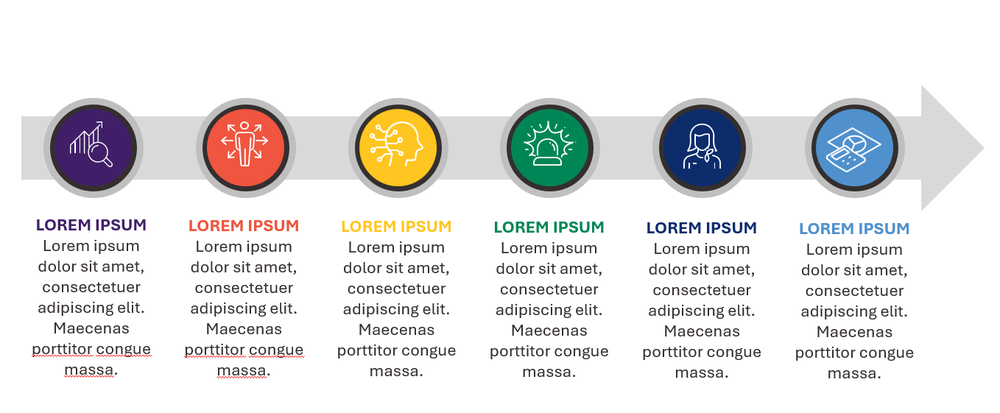 LOREM IPSUM
Lorem ipsum
dolor sit amet,
consectetuer
adipiscing elit.
Maecenas
porttitor congue
massa.
LOREM IPSUM
Lorem ipsum
dolor sit amet,
consectetuer
adipiscing elit.
Maecenas
porttitor congue
massa.
LOREM IPSUM
Lorem ipsum
dolor sit amet,
consectetuer
adipiscing elit.
Maecenas
porttitor congue
massa.
LOREM IPSUM
Lorem ipsum
dolor sit amet,
consectetuer
adipiscing elit.
Maecenas
porttitor congue
massa.
LOREM IPSUM
Lorem ipsum
dolor sit amet,
consectetuer
adipiscing elit.
Maecenas
porttitor congue
massa.
LOREM IPSUM
Lorem ipsum
dolor sit amet,
consectetuer
adipiscing elit.
Maecenas
porttitor congue
massa.